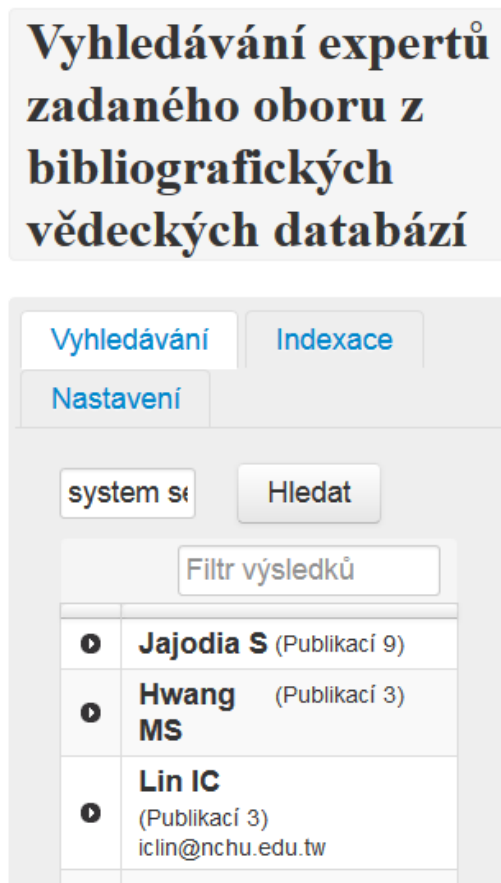 Vyhledávání expertů
zadaného oboru z
bibliografických
vědeckých databází
Vyhledávání
Indexace
Nastavení
system
Hledat
Filtr výsledků
Jajodia S (Publikací 9)
Hwang (Publikací 3)
MS
Lin IC
(Publikací 3)
iclin@nchu.edu.tw